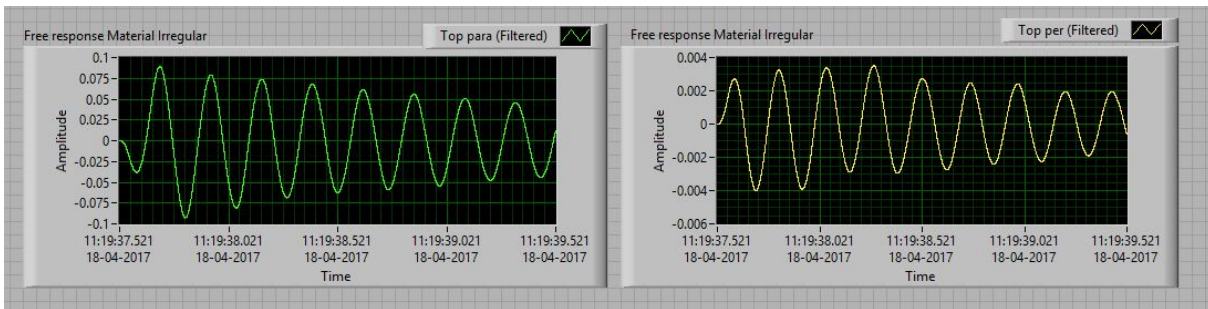 Free response Material Irregular
Top para (Filtered)
Amplitude
0.1
0.075
0.05
0.025
0
-0.025
-0.05
-0.075
-0.1
11:19:37.521 11:19:38.021 11:19:38.521 11:19:39.021 11:19:39.521
18-04-2017 18-04-2017 18-04-2017 18-04-2017 18-04-2017
Time
Free response Material Irregular
Top per (Filtered)
Amplitude
0.004
0.002
0
-0.002
-0.004
-0.006
11:19:37.521 11:19:38.021 11:19:38.521 11:19:39.021 11:19:39.521
18-04-2017 18-04-2017 18-04-2017 18-04-2017 18-04-2017
Time